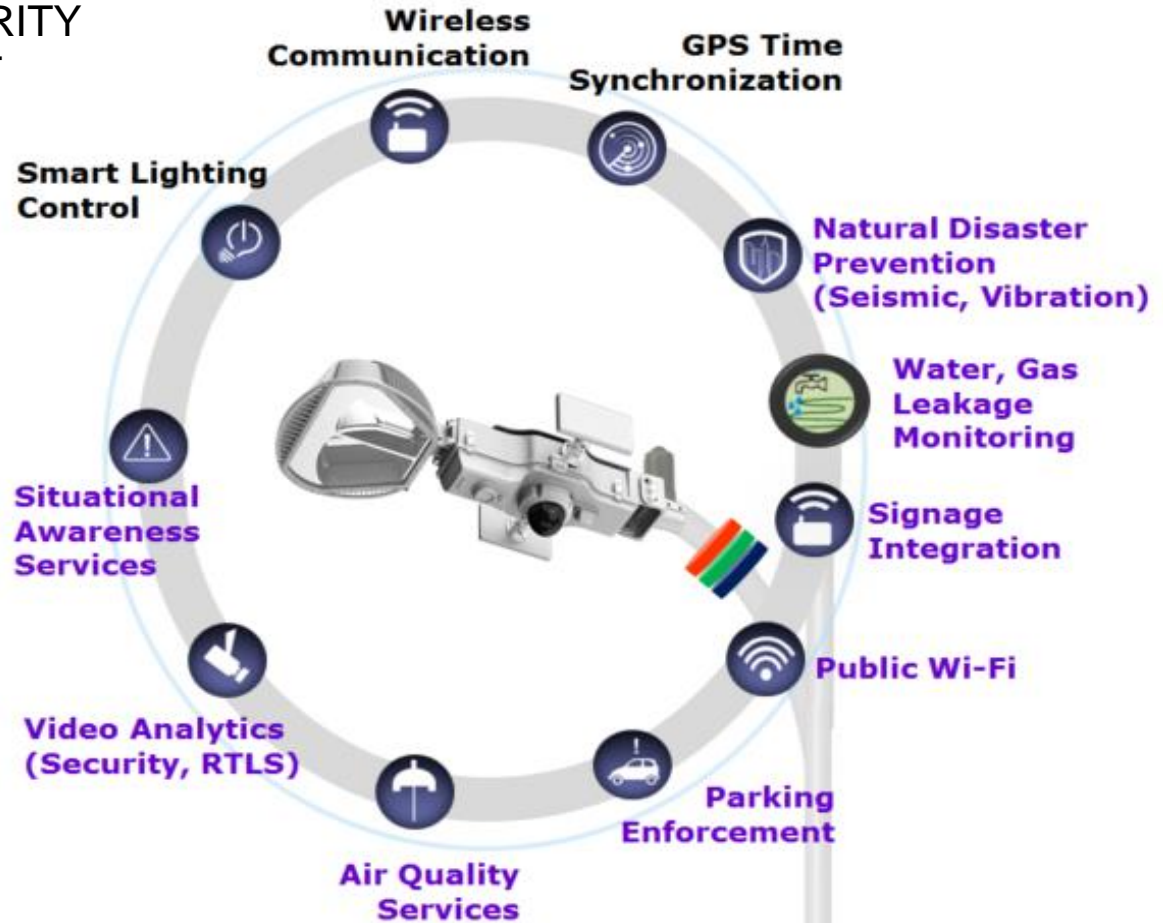 RITY
Wireless
Communication
GPS Time
Synchronization
Smart Lighting
Control
Natural Disaster
Prevention
(Seismic, Vibration)
Water, Gas
Leakage
Monitoring
Signage
Integration
Public Wi-Fi
Parking
Enforcement
Air Quality
Services
Video Analytics
(Security, RTLS)
Situational
Awareness
Services